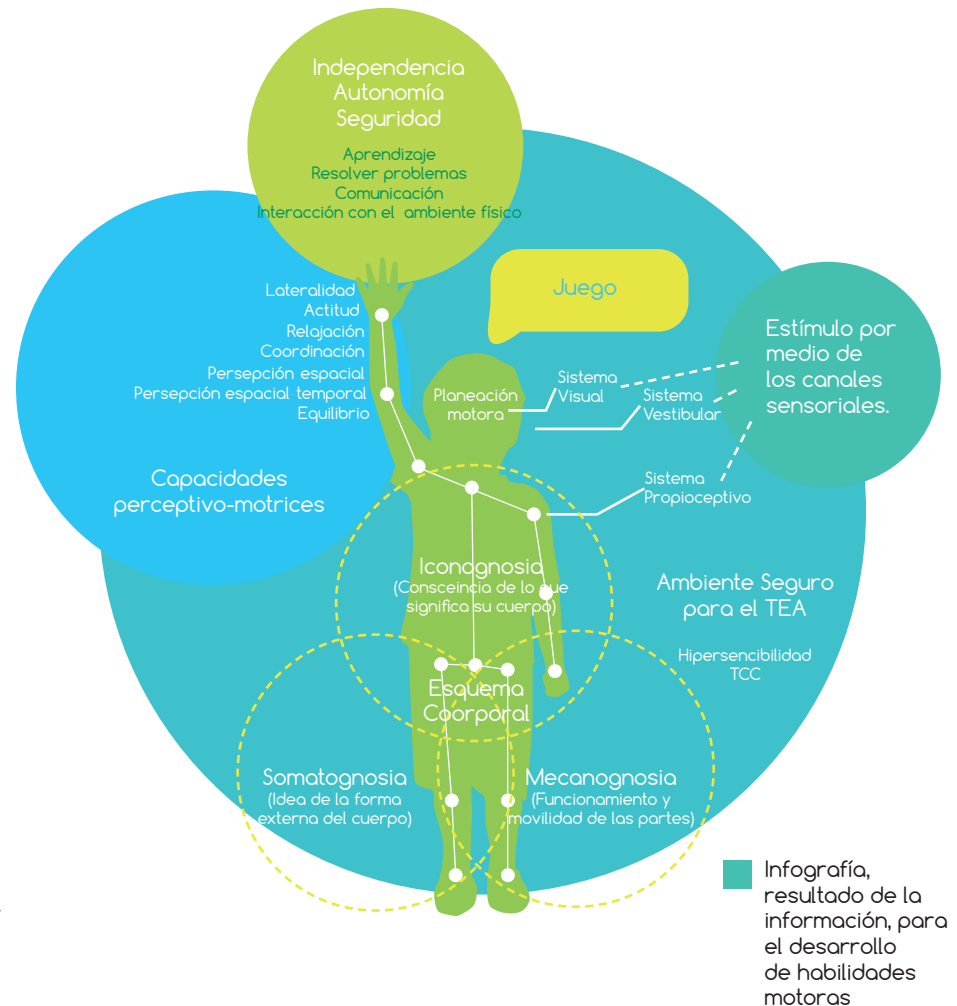 Independencia
Autonomía
Seguridad
Aprendizaje
Resolver problemas
Comunicación
Interacción con el ambiente físico
Juego
Lateralidad
Actitud
Relajación
Coordinación
Persepción espacial
Persepción espacial temporal
Equilibrio
Capacidades
perceptivo-motrices
Planeación
motora
Sistema
Visual
Sistema
Vestibular
Sistema
Propioceptivo
Estímulo por
medio de
los canales
sensoriales.
Iconognosia
(Consceincia de lo que
significa su cuerpo)
Ambiente Seguro
para el TEA
Hipersencibilidad
TCC
Esquema
Coorporal
Somatognosia
(Idea de la forma
externa del cuerpo)
Mecanognosia
(Funcionamiento y
movilidad de las partes)
Infografía,
resultado de la
información, para
el desarrollo
de habilidades
motoras